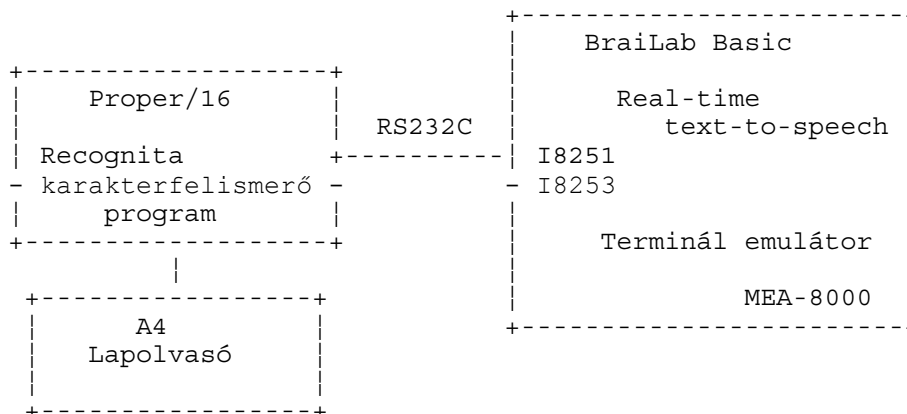 BraiLab Basic
Proper/16
Real-time
RS232C
text-to-speech
Recognita
I8251
karakterfelismerő
I8253
program
Terminál emulátor
MEA-8000
A4
Lapolvasó